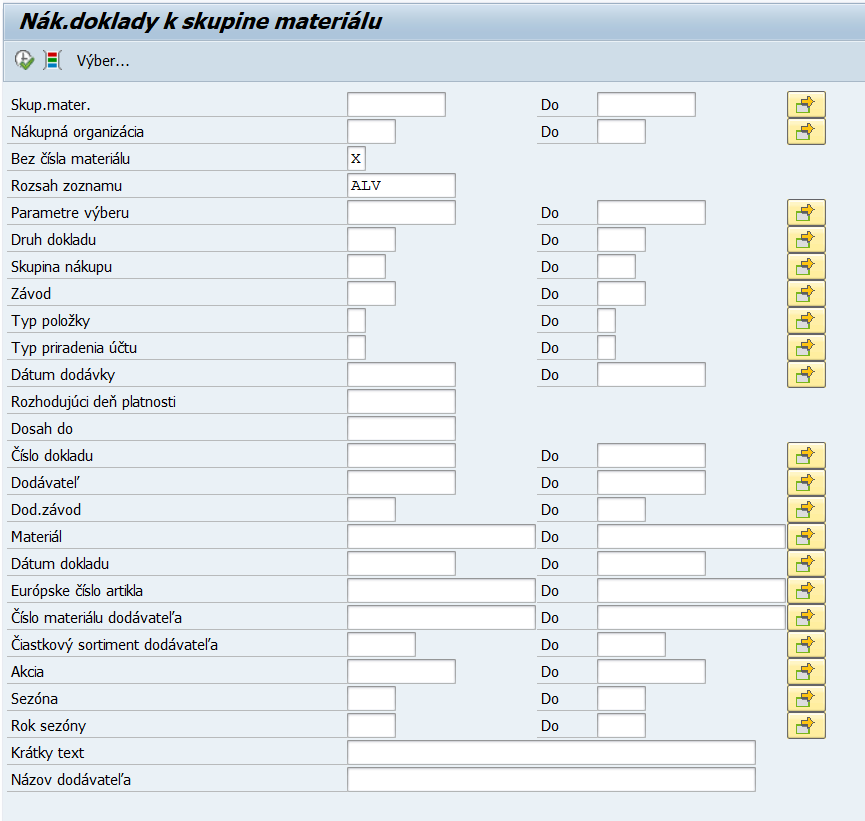 Nák.doklady k skupine materiálu
Výber...
Skup.mater. Do
Nákupná organizácia Do
Bez čísla materiálu X
Rozsah zoznamu ALV
Parametre výberu Do
Druh dokladu Do
Skupina nákupu Do
Závod Do
Typ položky Do
Typ priradenia účtu Do
Dátum dodávky Do
Rozhodujúci deň platnosti
Dosah do
Číslo dokladu Do
Dodávateľ Do
Dod.závod Do
Materiál Do
Dátum dokladu Do
Európske číslo artikla Do
Číslo materiálu dodávateľa Do
Čiastkový sortiment dodávateľa Do
Akcia Do
Sezóna Do
Rok sezóny Do
Krátky text
Názov dodávateľa